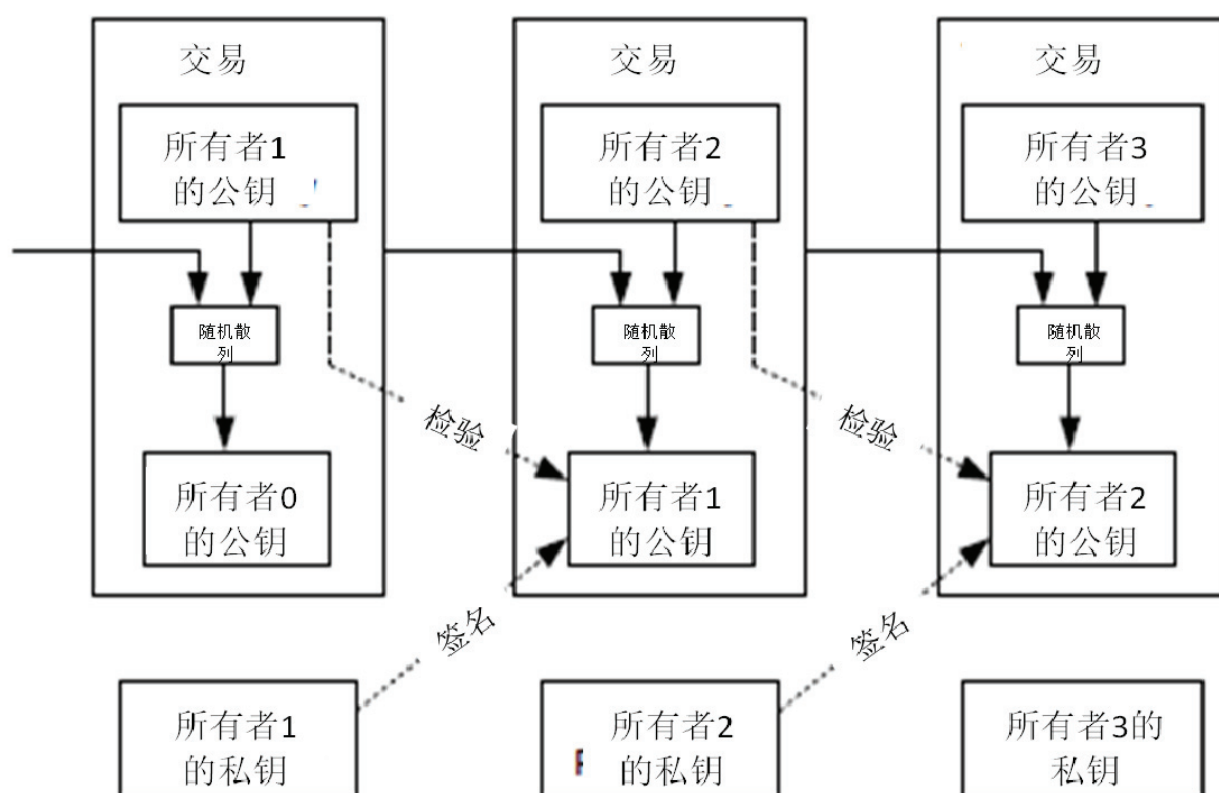 交易
所有者1
的公钥
随机散
列
检验
所有者0
的公钥
签名
所有者1
的私钥
交易
所有者2
的公钥
随机散
列
检验
所有者1
的公钥
签名
所有者2
的私钥
交易
所有者3
的公钥
随机散
列
所有者2
的公钥
所有者3的
私钥